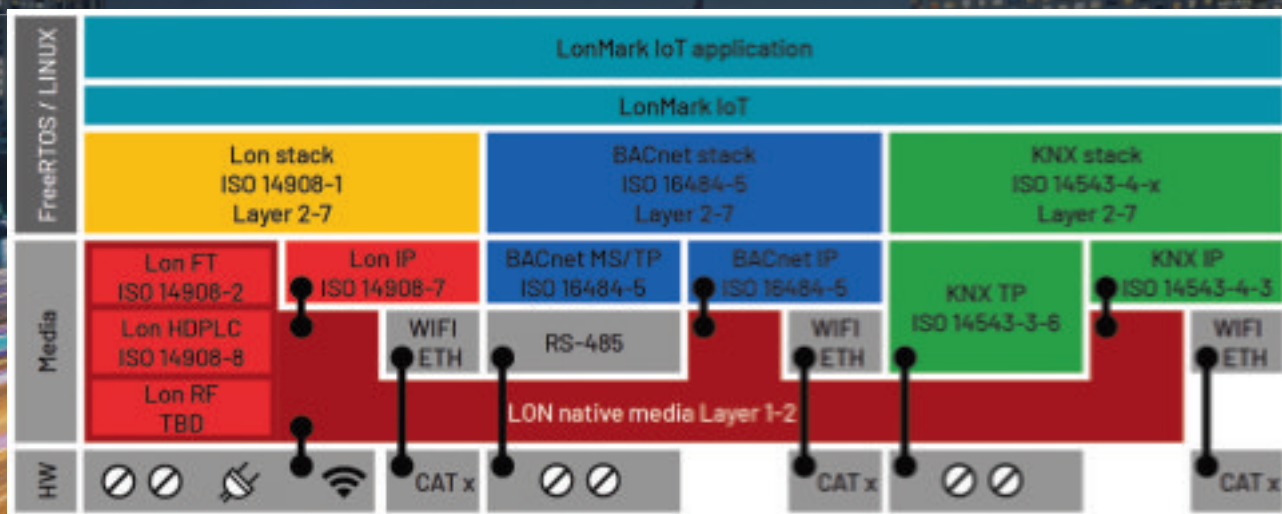 FreeRTOS / LINUX
LonMark IoT application
LonMark IoT
Lon stack
ISO 14908-1
Layer 2-7
BACnet stack
ISO 16484-5
Layer 2-7
KNX stack
ISO 14543-4-x
Layer 2-7
Media
Lon FT
ISO 14908-2
Lon IP
ISO 14908-7
BACnet MS/TP
ISO 16484-5
BACnet IP
ISO 16484-5
KNX TP
ISO 14543-3-6
KNX IP
ISO 14543-4-3
Lon HDPLC
ISO 14908-8
WIFI
ETH
RS-485
WIFI
ETH
WIFI
ETH
Lon RF
TBD
LON native media Layer 1-2
HW
CAT x
CAT x
CAT x